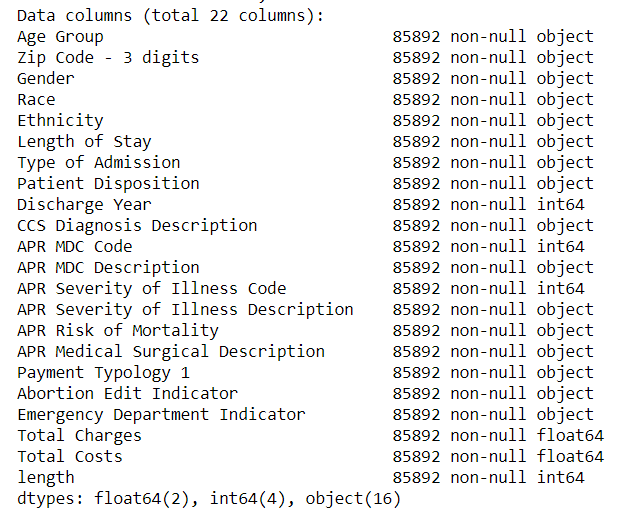 Data columns (total 22 columns):
Age Group 85892 non-null object
Zip Code - 3 digits 85892 non-null object
Gender 85892 non-null object
Race 85892 non-null object
Ethnicity 85892 non-null object
Length of Stay 85892 non-null object
Type of Admission 85892 non-null object
Patient Disposition 85892 non-null object
Discharge Year 85892 non-null int64
CCS Diagnosis Description 85892 non-null object
APR MDC Code 85892 non-null int64
APR MDC Description 85892 non-null object
APR Severity of Illness Code 85892 non-null int64
APR Severity of Illness Description 85892 non-null object
APR Risk of Mortality 85892 non-null object
APR Medical Surgical Description 85892 non-null object
Payment Typology 1 85892 non-null object
Abortion Edit Indicator 85892 non-null object
Emergency Department Indicator 85892 non-null object
Total Charges 85892 non-null float64
Total Costs 85892 non-null float64
length 85892 non-null int64
dtypes: float64(2), int64(4), object(16)